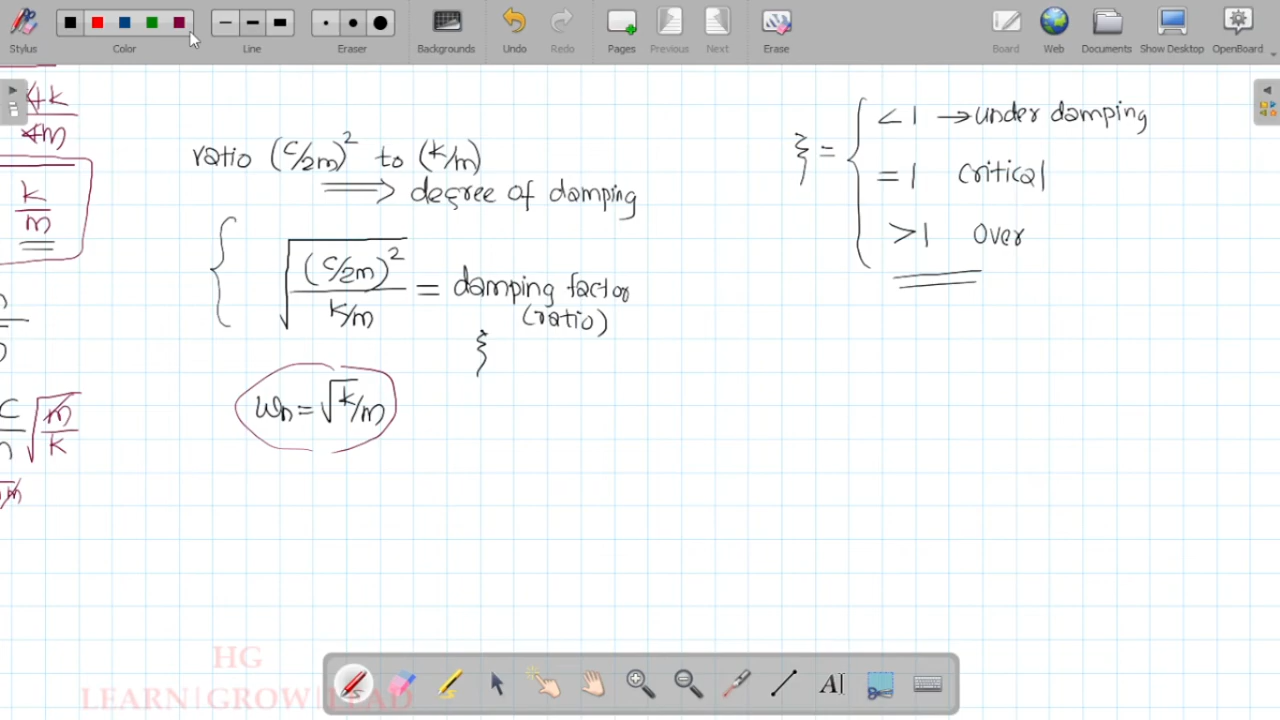 Stylus
Color
Line
Eraser
Backgrounds
Undo
Redo
Pages
Previous
Next
Erase
Board
Web
Documents
Show Desktop
OpenBoard
4k
4m
k
m
ratio (c/2m)² to (k/m)
⟹ degree of damping
√((c/2m)² / k/m) = damping factor
(ratio)
ξ
ωn = √k/m
c
√m
k
ξ = { < 1 → under damping
= 1 critical
> 1 over
HG
LEARN|GROW|LEAD